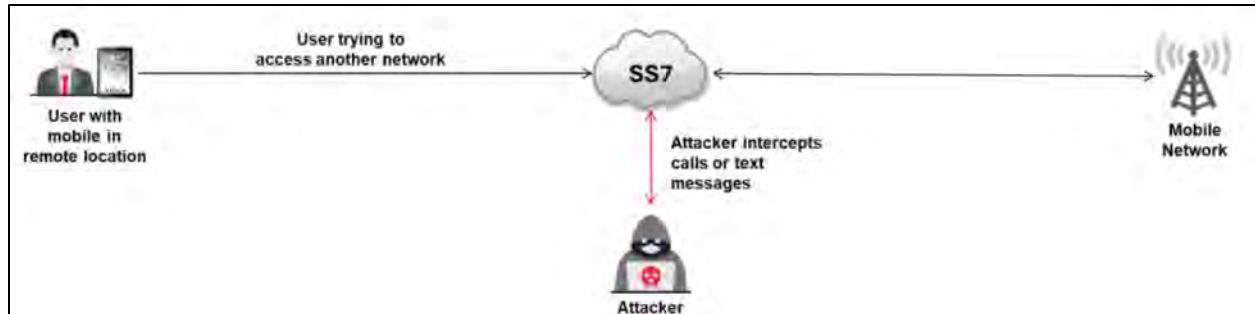 User trying to
access another network
SS7
User with
mobile in
remote location
Attacker intercepts
calls or text
messages
Mobile
Network
Attacker